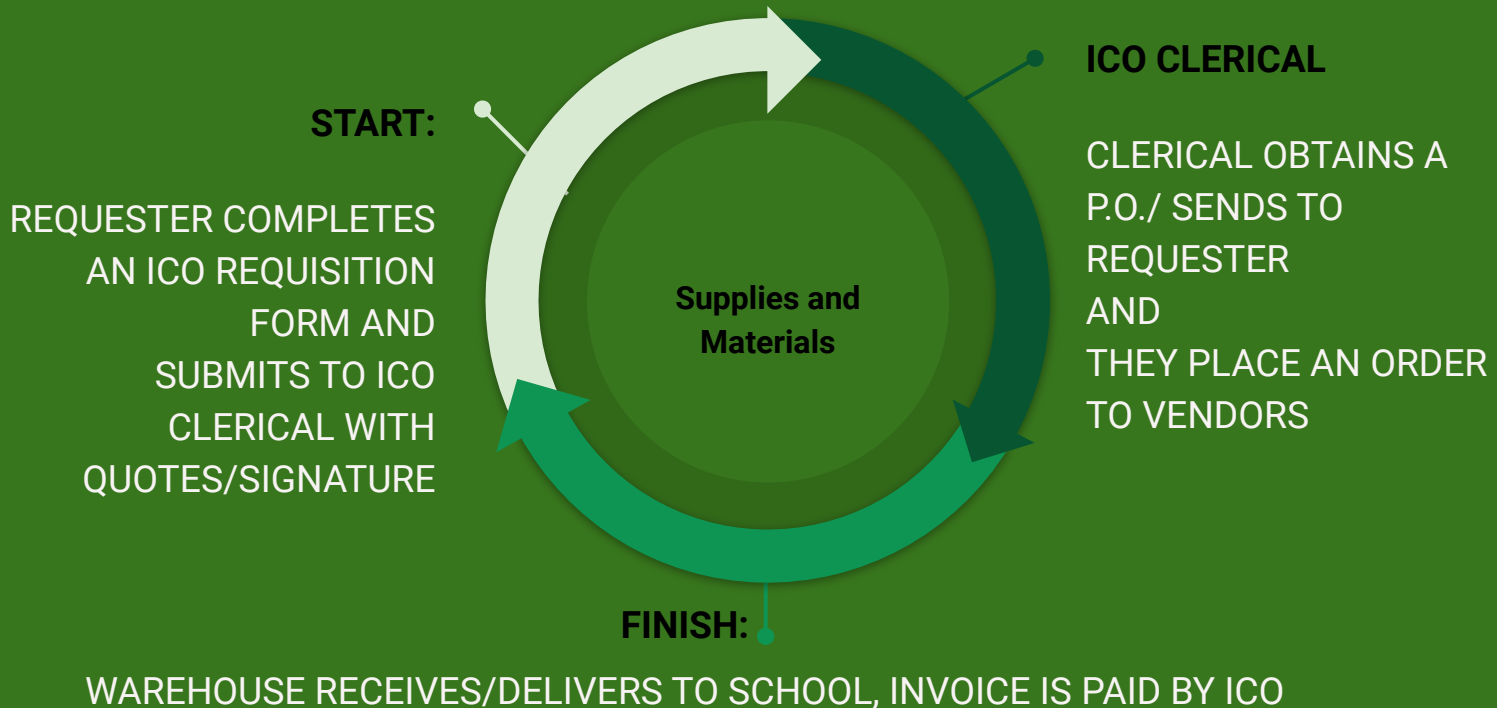 START:
REQUESTER COMPLETES
AN ICO REQUISITION
FORM AND
SUBMITS TO ICO
CLERICAL WITH
QUOTES/SIGNATURE
Supplies and
Materials
ICO CLERICAL
CLERICAL OBTAINS A
P.O./ SENDS TO
REQUESTER
AND
THEY PLACE AN ORDER
TO VENDORS
FINISH:
WAREHOUSE RECEIVES/DELIVERS TO SCHOOL, INVOICE IS PAID BY ICO